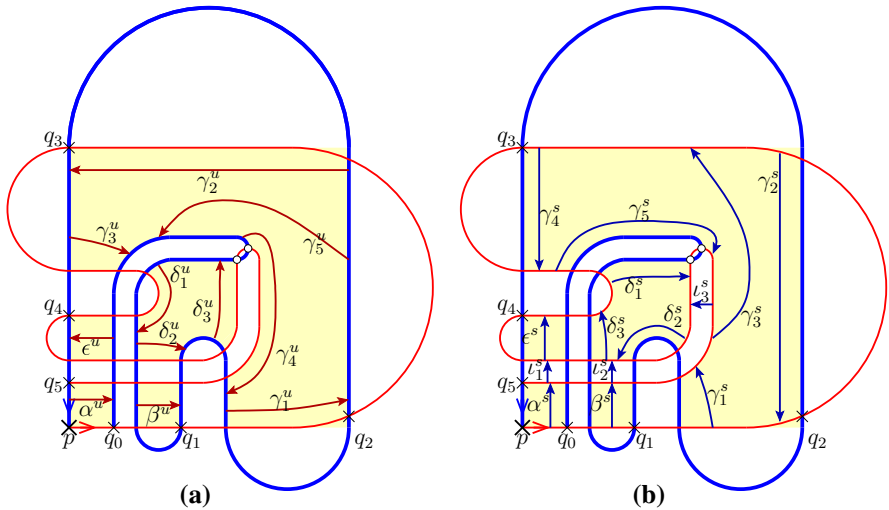 q₃ q₃
γ₂ᵘ γ₂ˢ
γ₃ᵘ γ₅ᵘ γ₄ˢ γ₅ˢ
δ₁ᵘ δ₁ˢ ι₃ˢ
q₄ δ₂ᵘ δ₃ᵘ q₄ δ₃ˢ δ₂ˢ γ₃ˢ
εᵘ γ₄ᵘ εˢ
q₅ q₅ ι₁ˢ ι₂ˢ
αᵘ βᵘ γ₁ᵘ αˢ βˢ γ₁ˢ
p q₀ q₁ q₂ p q₀ q₁ q₂
(a) (b)